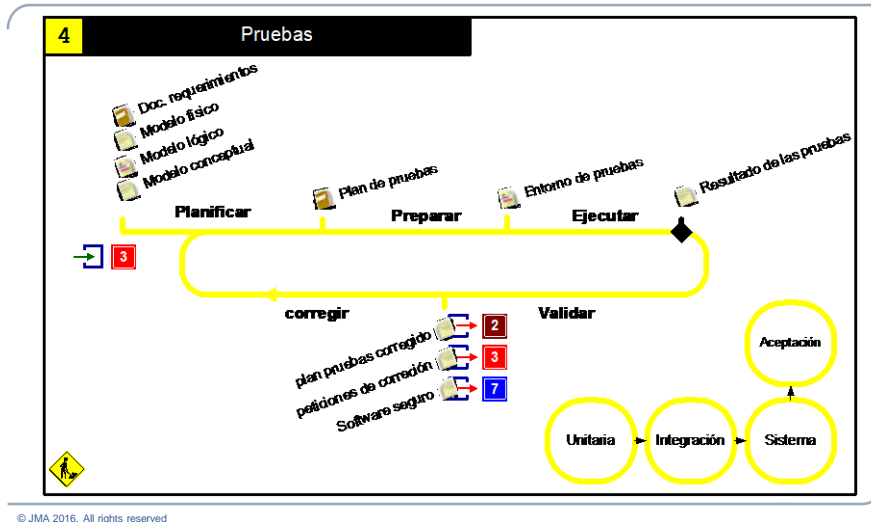 4
Pruebas
Doc. requerimientos
Modelo físico
Modelo lógico
Modelo conceptual
Plan de pruebas
Entorno de pruebas
Resultado de las pruebas
Planificar
Preparar
Ejecutar
3
corregir
Validar
plan pruebas corregido
2
peticiones de correción
3
Software seguro
7
Aceptación
Unitaria
Integración
Sistema
© JMA 2016. All rights reserved